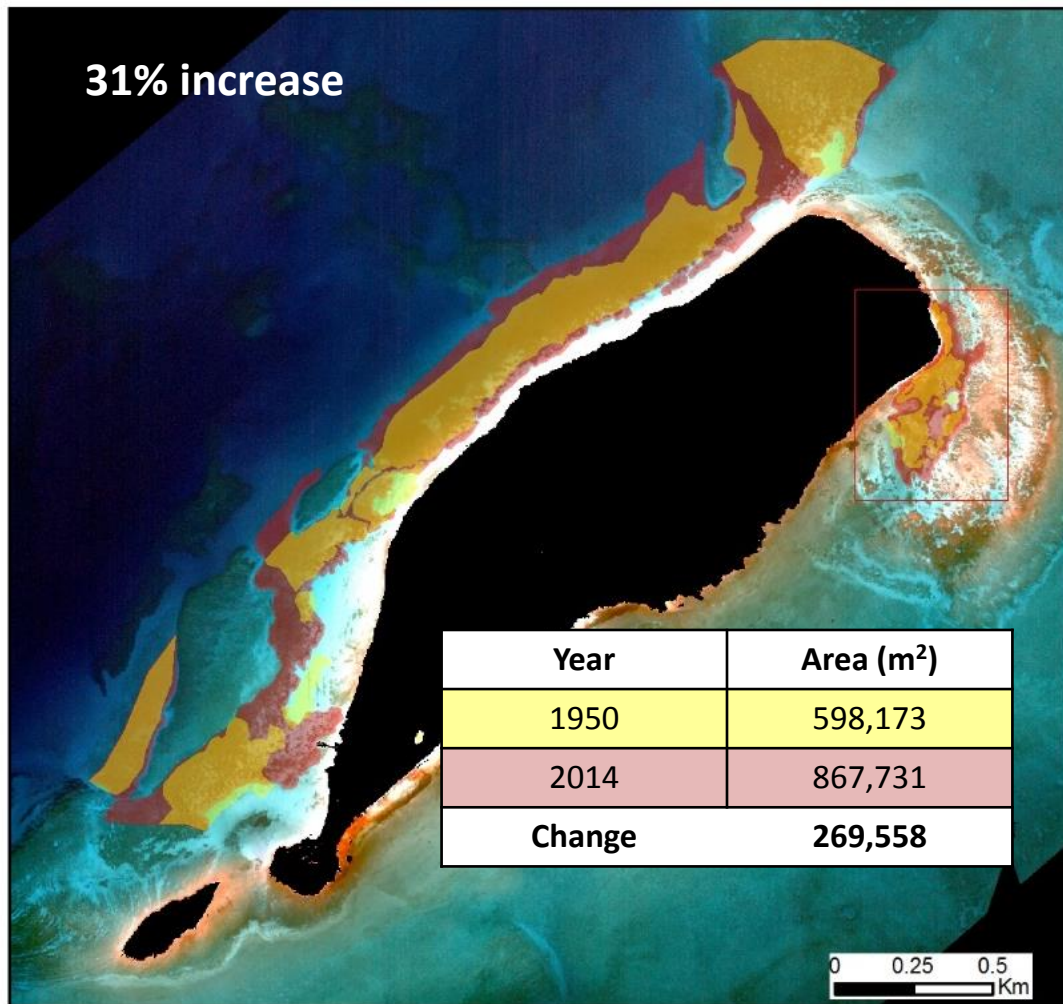 31% increase
Year Area (m²)
1950 598,173
2014 867,731
Change 269,558
0 0.25 0.5
Km